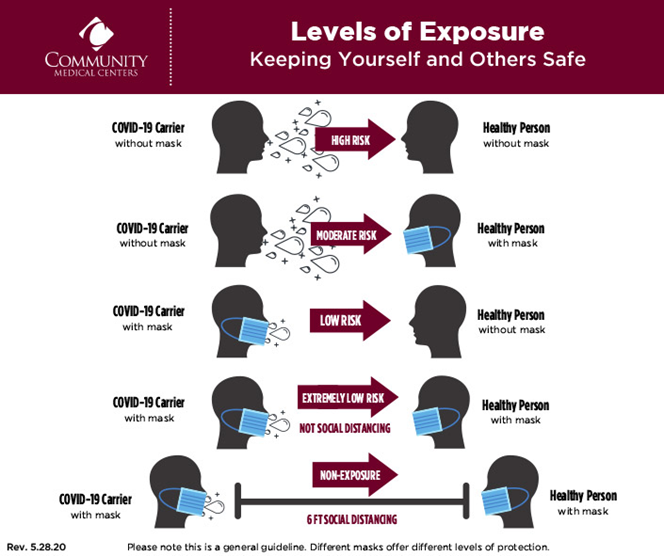 COMMUNITY
MEDICAL CENTERS
Levels of Exposure
Keeping Yourself and Others Safe
COVID-19 Carrier
without mask
HIGH RISK
Healthy Person
without mask
COVID-19 Carrier
without mask
MODERATE RISK
Healthy Person
with mask
COVID-19 Carrier
with mask
LOW RISK
Healthy Person
without mask
COVID-19 Carrier
with mask
EXTREMELY LOW RISK
NOT SOCIAL DISTANCING
Healthy Person
with mask
COVID-19 Carrier
with mask
NON-EXPOSURE
6 FT SOCIAL DISTANCING
Healthy Person
with mask
Rev. 5.28.20
Please note this is a general guideline. Different masks offer different levels of protection.